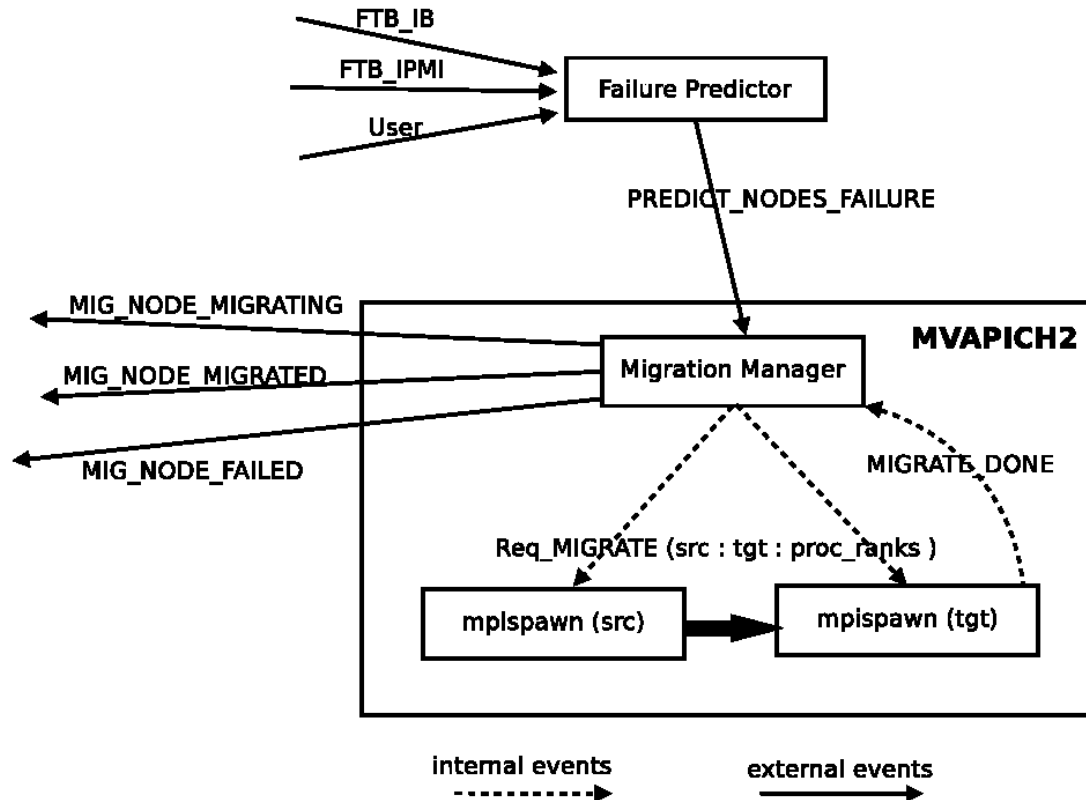 FTB_IB
FTB_IPMI
Failure Predictor
User
PREDICT_NODES_FAILURE
MIG_NODE_MIGRATING
MVAPICH2
Migration Manager
MIG_NODE_MIGRATED
MIG_NODE_FAILED
MIGRATE_DONE
Req_MIGRATE (src : tgt : proc_ranks )
mpispawn (src)
mpispawn (tgt)
internal events
external events